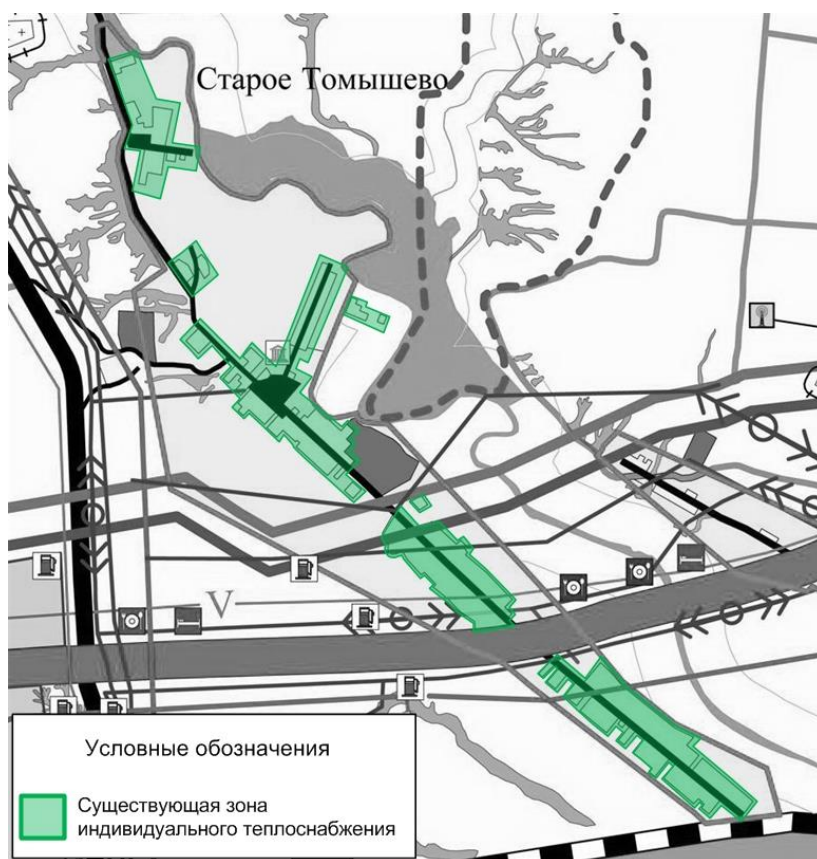 Старое Томышево
V
Условные обозначения
Существующая зона
индивидуального теплоснабжения